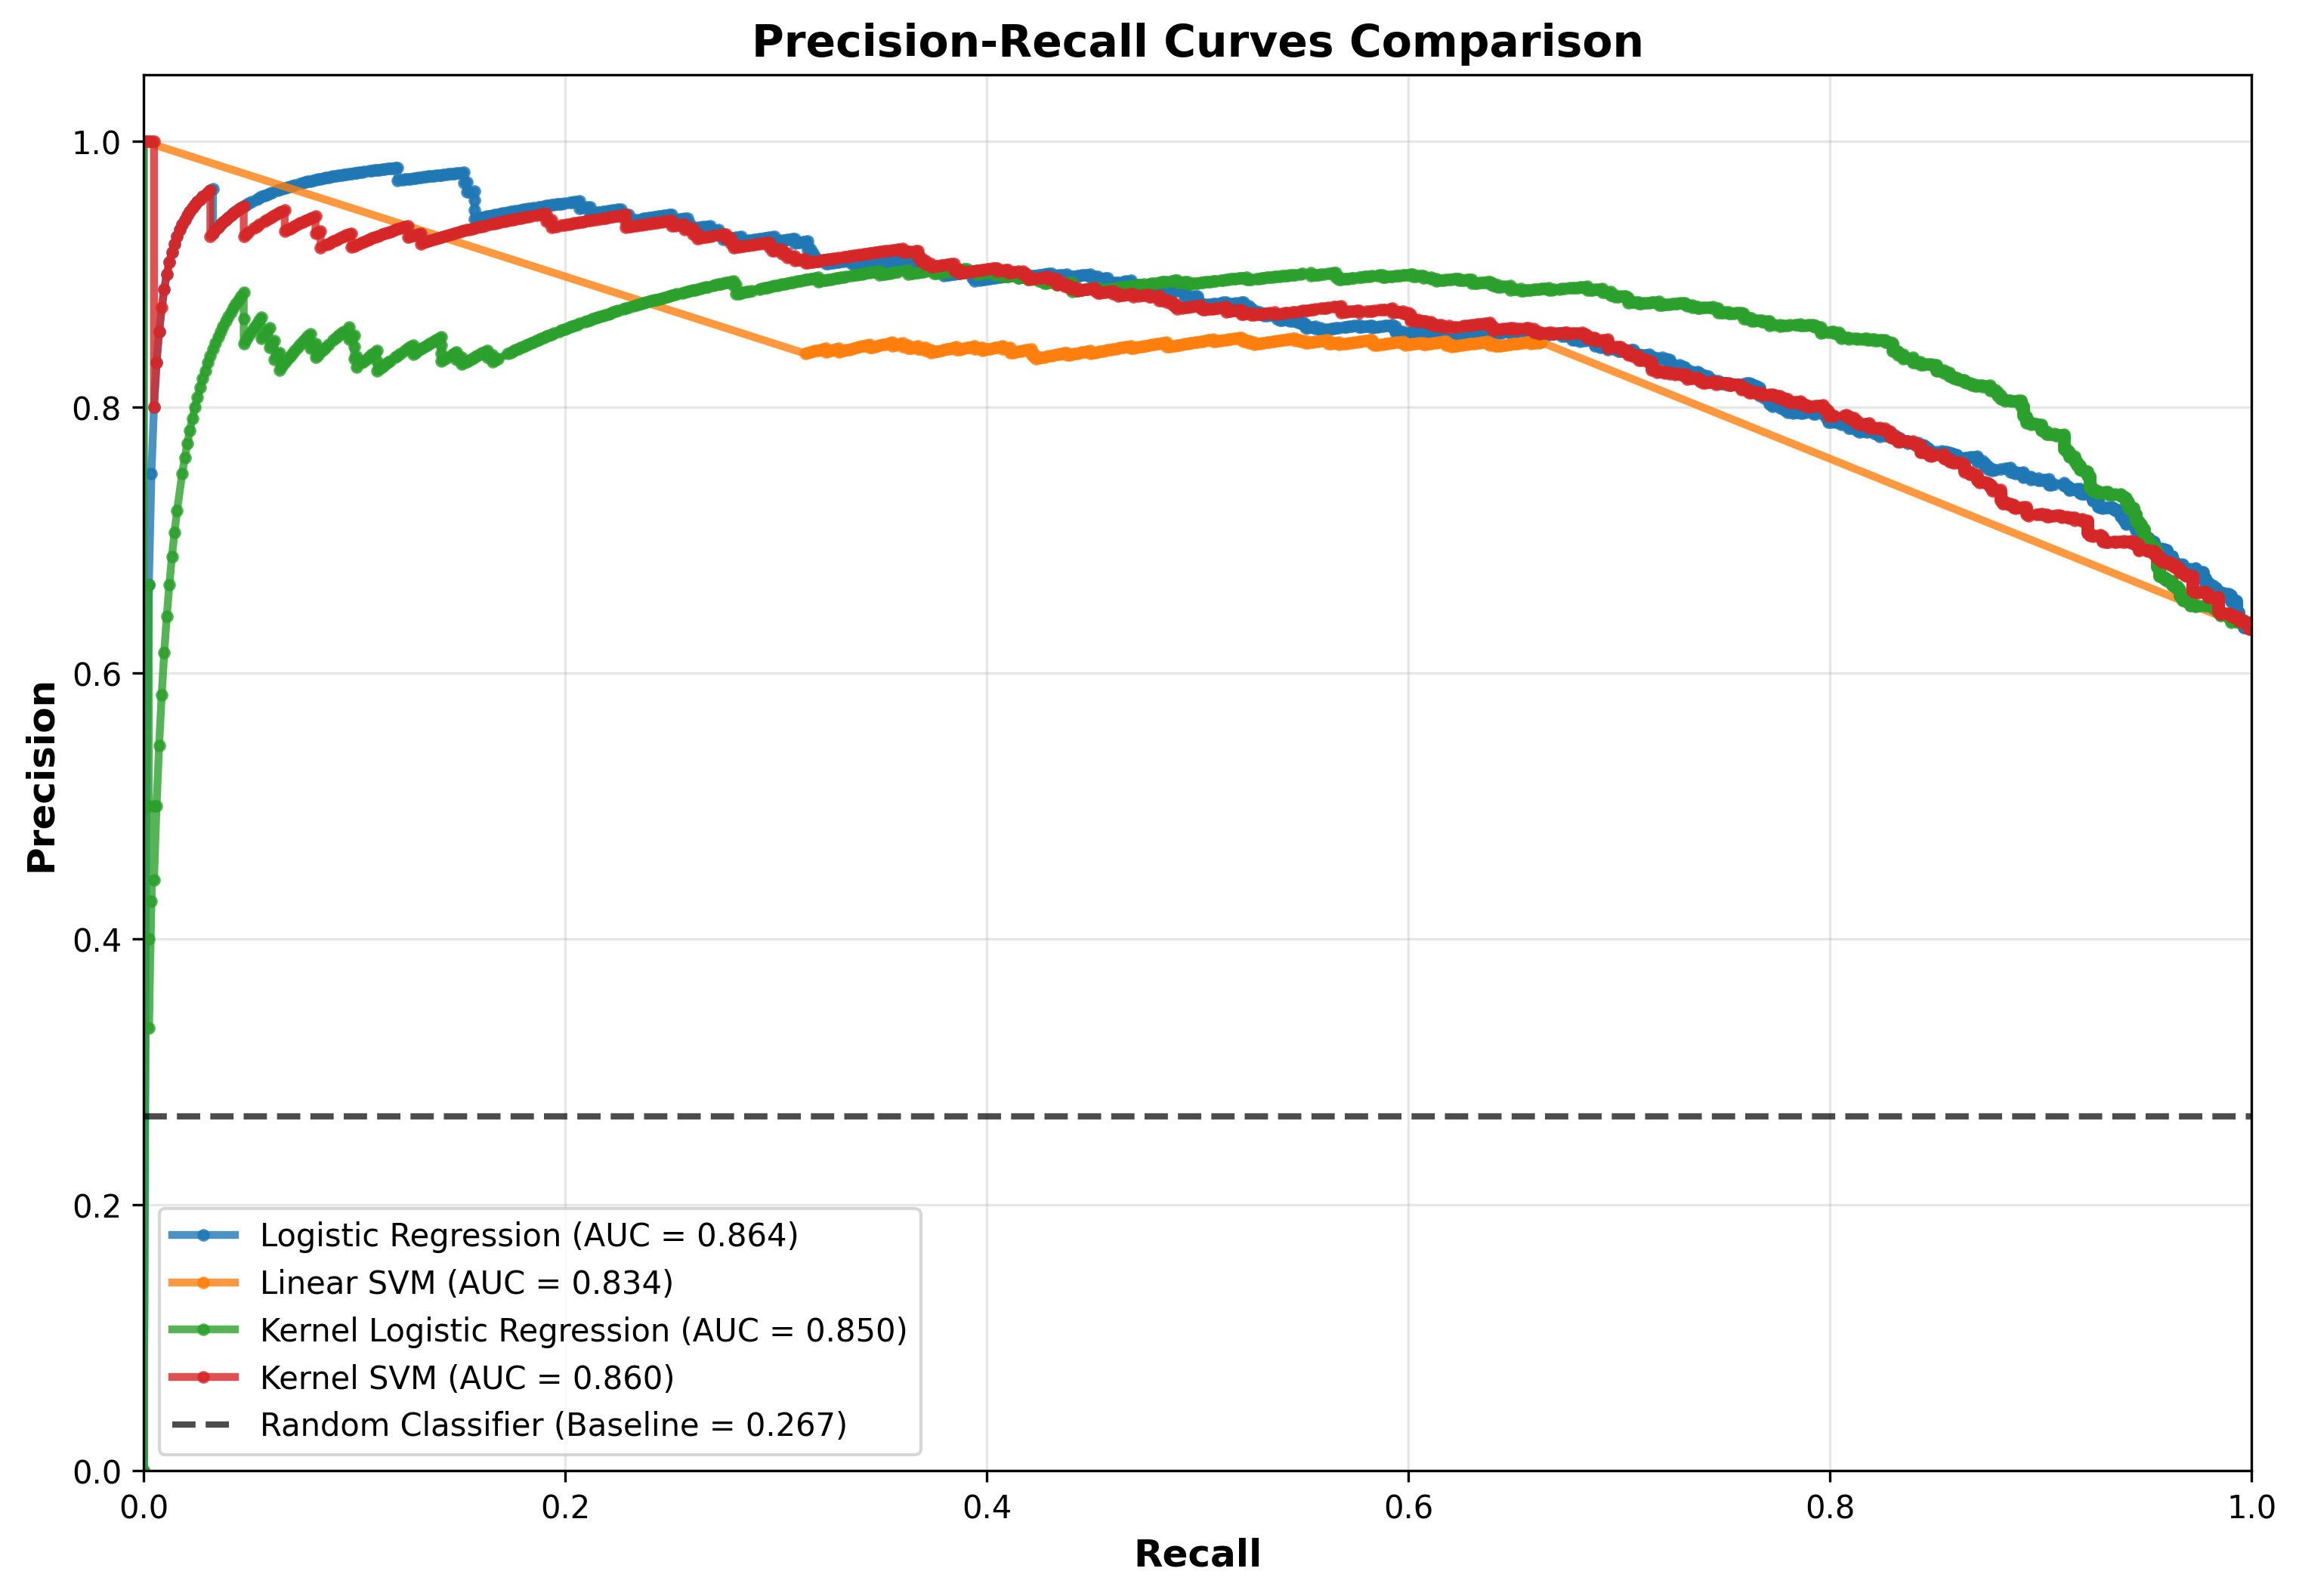 Precision-Recall Curves Comparison
Precision
1.0
0.8
0.6
0.4
0.2
0.0
Logistic Regression (AUC = 0.864)
Linear SVM (AUC = 0.834)
Kernel Logistic Regression (AUC = 0.850)
Kernel SVM (AUC = 0.860)
Random Classifier (Baseline = 0.267)
0.0 0.2 0.4 0.6 0.8 1.0
Recall